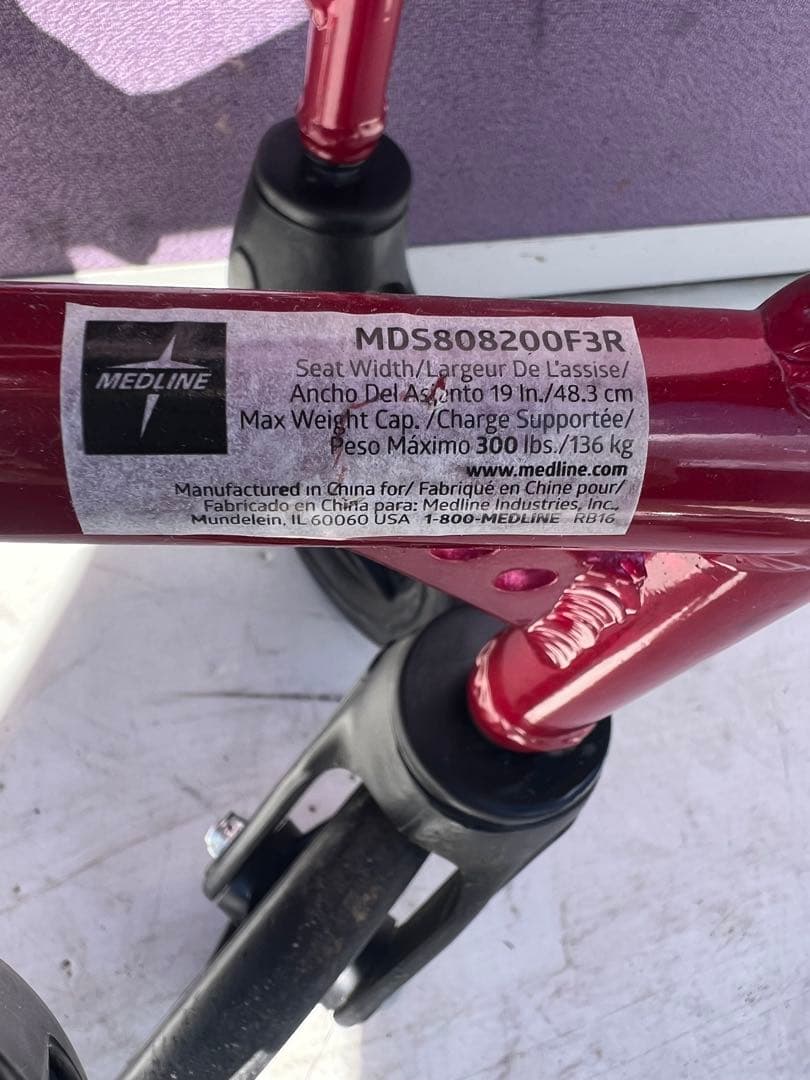 MEDLINE
MDS808200F3R
Seat Width/Largeur De L'assise/
Ancho Del Asiento 19 In./48.3 cm
Max Weight Cap. /Charge Supportée/
Peso Máximo 300 lbs./136 kg
www.medline.com
Manufactured in China for/ Fabriqué en Chine pour/
Fabricado en China para: Medline Industries, Inc.,
Mundelein, IL 60060 USA 1-800-MEDLINE RB16